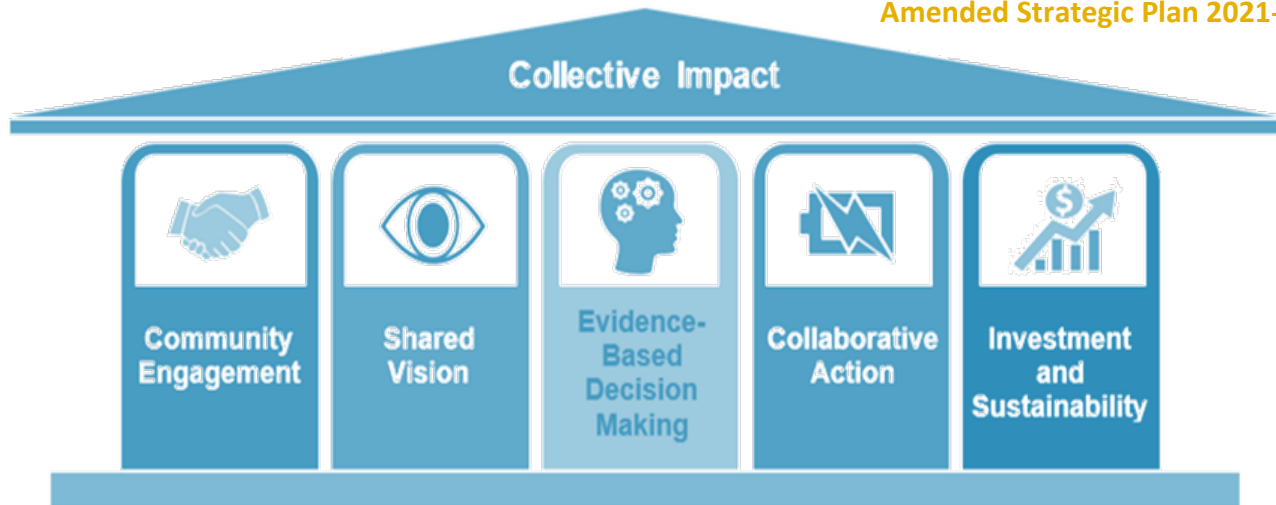 Amended Strategic Plan 2021-
Collective Impact
Community
Engagement
Shared
Vision
Evidence-
Based
Decision
Making
Collaborative
Action
$
Investment
and
Sustainability